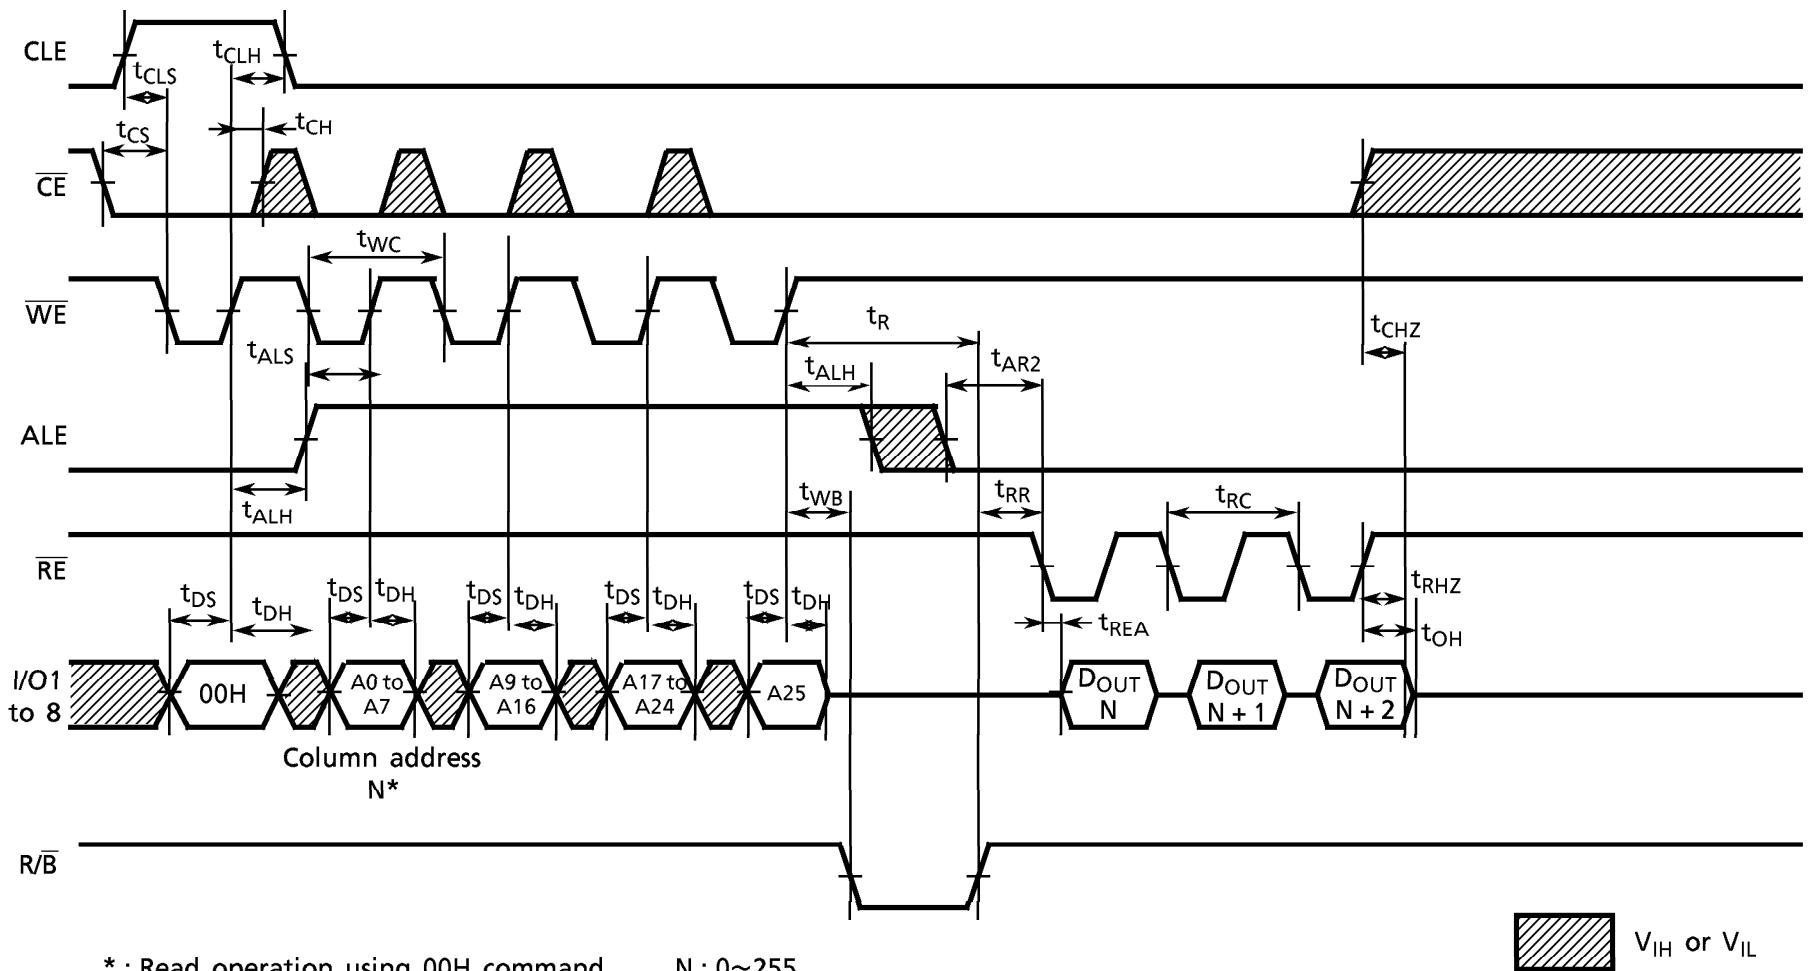 CLE
tCLH
tCLS
tCS
tCH
CE
tWC
WE
tR
tCHZ
tALS
tALH
tAR2
ALE
tALH
tWB
tRR
tRC
RE
tDS
tDH
tDS
tDH
tDS
tDH
tDS
tDH
tDS
tDH
tREA
tRHZ
tOH
I/O1
to 8
00H
A0 to
A7
A9 to
A16
A17 to
A24
A25
DOUT
N
DOUT
N + 1
DOUT
N + 2
Column address
N*
R/B
VIH or VIL
* : Read operation using 00H command N : 0~255